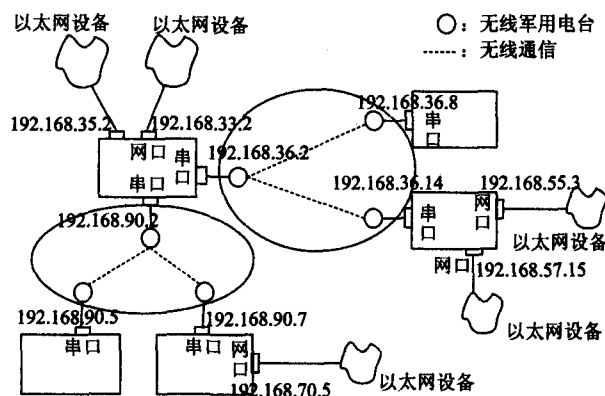 以太网设备 以太网设备
○：无线军用电台
┄┄：无线通信
192.168.35.2 192.168.33.2
192.168.36.8
串口
网口
串口
串口
192.168.36.2
192.168.36.14
192.168.55.3
串口
网口
以太网设备
网口
192.168.57.15
192.168.90.2
以太网设备
192.168.90.5
192.168.90.7
串口
串口
网口
192.168.70.5
以太网设备